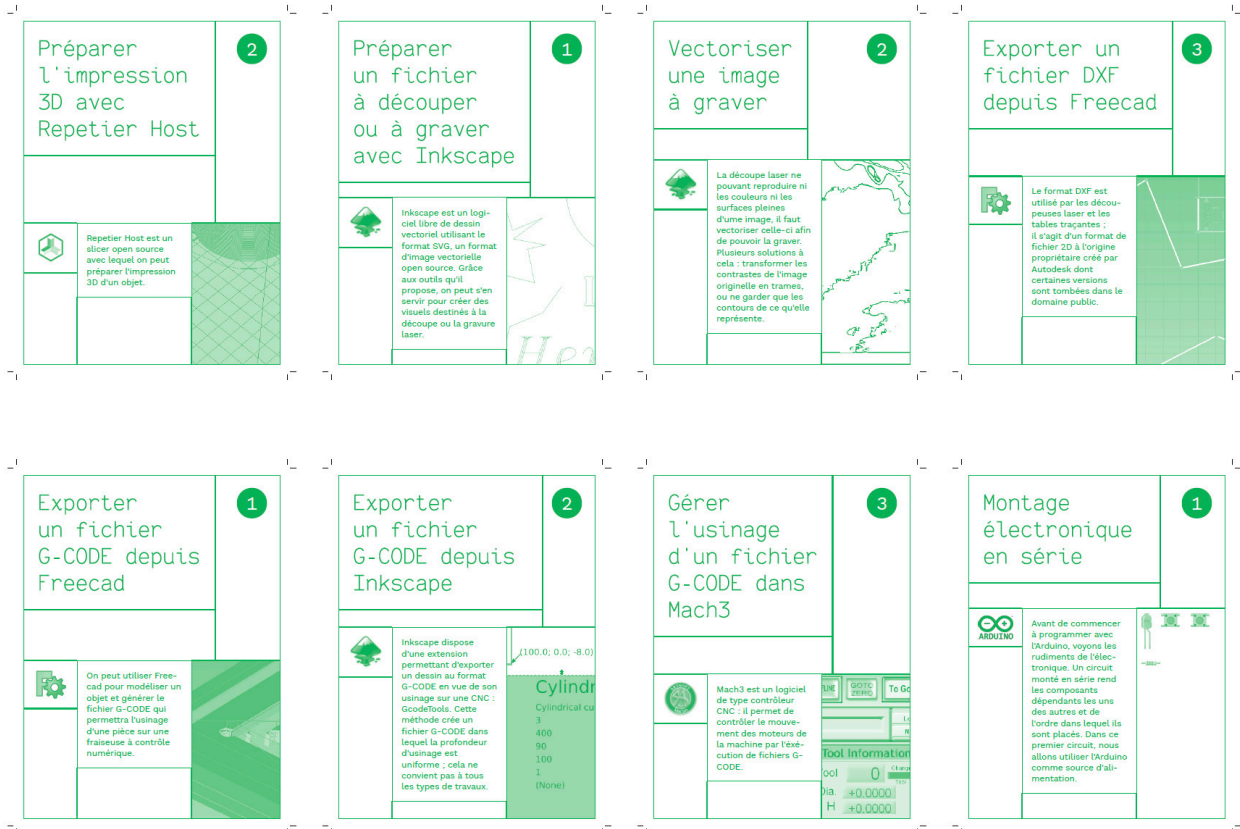 Préparer
l'impression
3D avec
Repetier Host
2
Repetier Host est un
slicer open source
avec lequel on peut
préparer l'impression
3D d'un objet.
Préparer
un fichier
à découper
ou à graver
avec Inkscape
1
Inkscape est un logi-
ciel libre de dessin
vectoriel utilisant le
format SVG, un format
d'image vectorielle
open source. Grâce
aux outils qu'il
propose, on peut s'en
servir pour créer des
visuels destinés à la
découpe ou la gravure
laser.
Vectoriser
une image
à graver
2
La découpe laser ne
pouvant reproduire ni
les couleurs ni les
surfaces pleines
d'ume image, il faut
vectoriser celle-ci afin
de pouvoir la graver.
Plusieurs solutions à
cela : transformer les
contrastes de l'image
originelle en trames,
ou ne garder que les
contours de ce qu'elle
représente.
Exporter un
fichier DXF
depuis Freecad
3
Le format DXF est
utilisé par les décou-
peuses laser et les
tables traçantes ;
il s'agit d'un format de
fichier 2D à l'origine
propriétaire créé par
Autodesk dont
certaines versions
sont tombées dans le
domaine public.
Exporter
un fichier
G-CODE depuis
Freecad
1
On peut utiliser Free-
cad pour modéliser un
objet et générer le
fichier G-CODE qui
permettra l'usinage
d'une pièce sur une
fraiseuse à contrôle
numérique.
Exporter
un fichier
G-CODE depuis
Inkscape
2
Inkscape dispose
d'une extension
permettant d'exporter
un dessin au format
G-CODE en vue de son
usinage sur une CNC :
GcodeTools. Cette
méthode crée un
fichier G-CODE dans
lequel la profondeur
d'usinage est
uniforme ; cela ne
convient pas à tous
les types de travaux.
(100.0; 0.0; -8.0)
Cylindr
Cylindrical cu
3
400
90
100
1
(None)
Gérer
l'usinage
d'un fichier
G-CODE dans
Mach3
3
Mach3 est un logiciel
de type contrôleur
CNC : il permet de
contrôler le mouve-
ment des moteurs de
la machine par l'éxé-
cution de fichiers G-
CODE.
GOTO
ZERO
To Go
Tool Information
ool 0
Dia. +0.0000
H +0.0000
Montage
électronique
en série
1
ARDUINO
Avant de commencer
à programmer avec
l'Arduino, voyons les
rudiments de l'élec-
tronique. Un circuit
monté en série rend
les composants
dépendants les uns
des autres et de
l'ordre dans lequel ils
sont placés. Dans ce
premier circuit, nous
allons utiliser l'Arduino
comme source d'ali-
mentation.